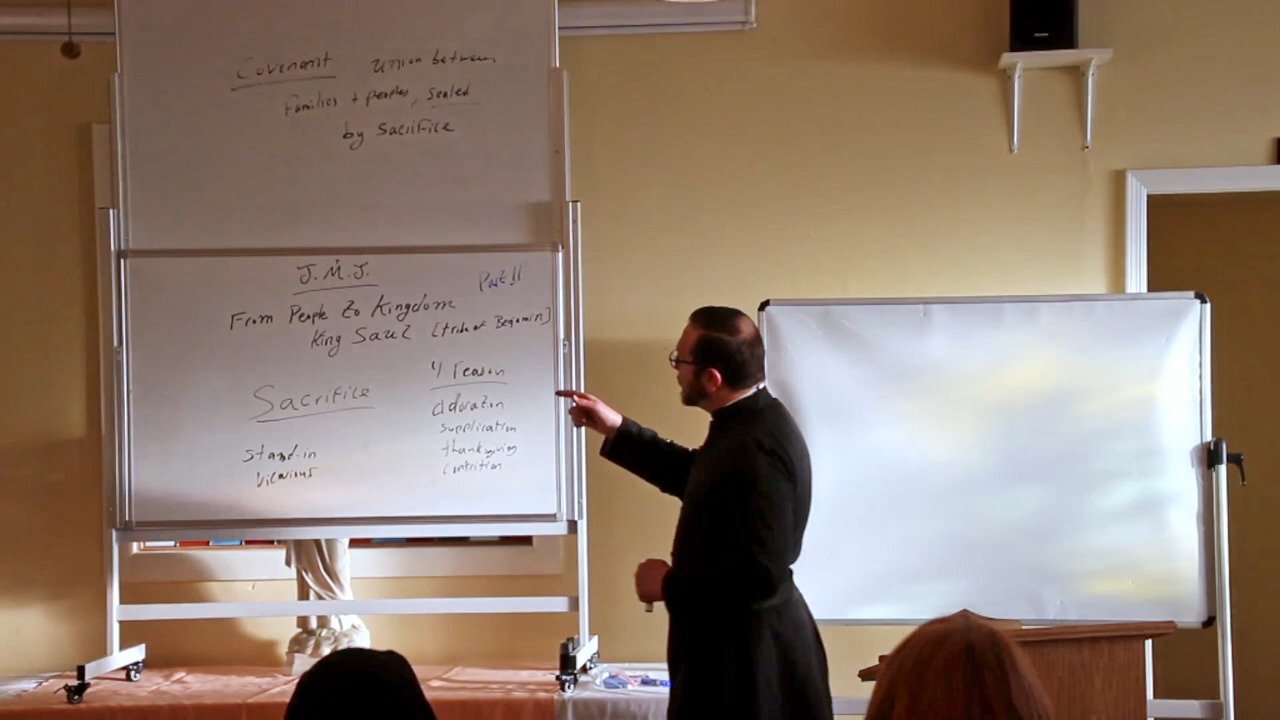 Covenant union between
Families + peoples, sealed
by sacrifice
J.M.J.
Part II
From People to Kingdom
King Saul [tribe of Benjamin]
Sacrifice
4 reason
adoration
supplication
thanksgiving
contrition
stand-in
vicarious